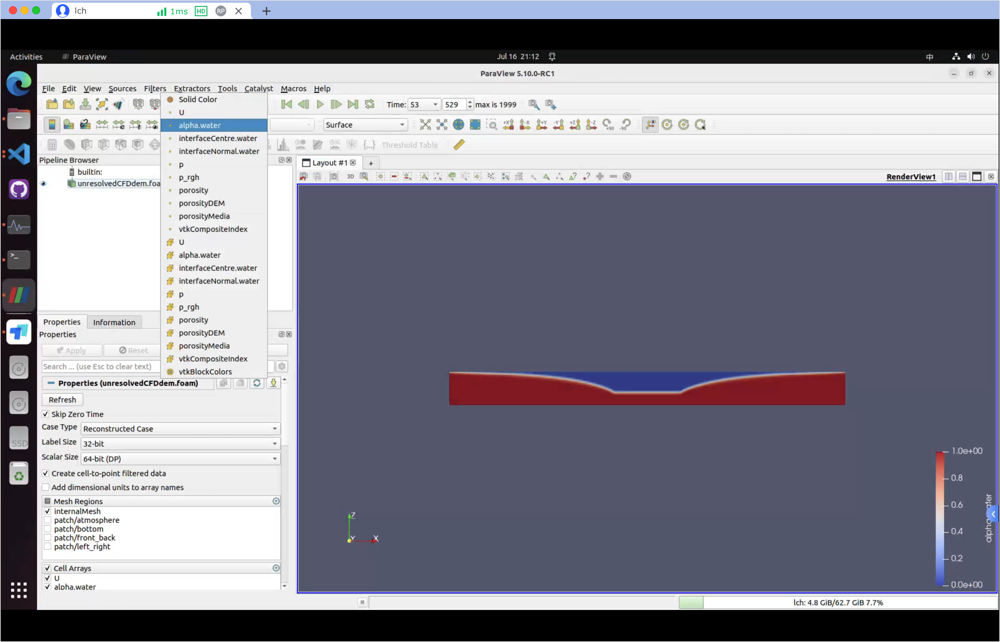 lch 1ms HD RP
Activities ParaView Jul 16 21:12 中
ParaView 5.10.0-RC1
File Edit View Sources Filters Extractors Tools Catalyst Macros Help
Time: 53 529 max is 1999
Surface
+X -X +Y -Y +Z -Z +90 -90
Threshold Table
Solid Color
U
alpha.water
interfaceCentre.water
interfaceNormal.water
p
p_rgh
porosity
porosityDEM
porosityMedia
vtkCompositeIndex
U
alpha.water
interfaceCentre.water
interfaceNormal.water
p
p_rgh
porosity
porosityDEM
porosityMedia
vtkCompositeIndex
vtkBlockColors
Pipeline Browser
builtin:
unresolvedCFDdem.foa
Layout #1
3D
RenderView1
Properties Information
Properties
Apply Reset
Search ... (use Esc to clear text)
Properties (unresolvedCFDdem.foam)
Refresh
Skip Zero Time
Case Type Reconstructed Case
Label Size 32-bit
Scalar Size 64-bit (DP)
Create cell-to-point filtered data
Add dimensional units to array names
Mesh Regions
internalMesh
patch/atmosphere
patch/bottom
patch/front_back
patch/left_right
Cell Arrays
U
alpha.water
SSD
Z
Y X
1.0e+00
0.8
0.6
0.4
0.2
0.0e+00
lch: 4.8 GiB/62.7 GiB 7.7%